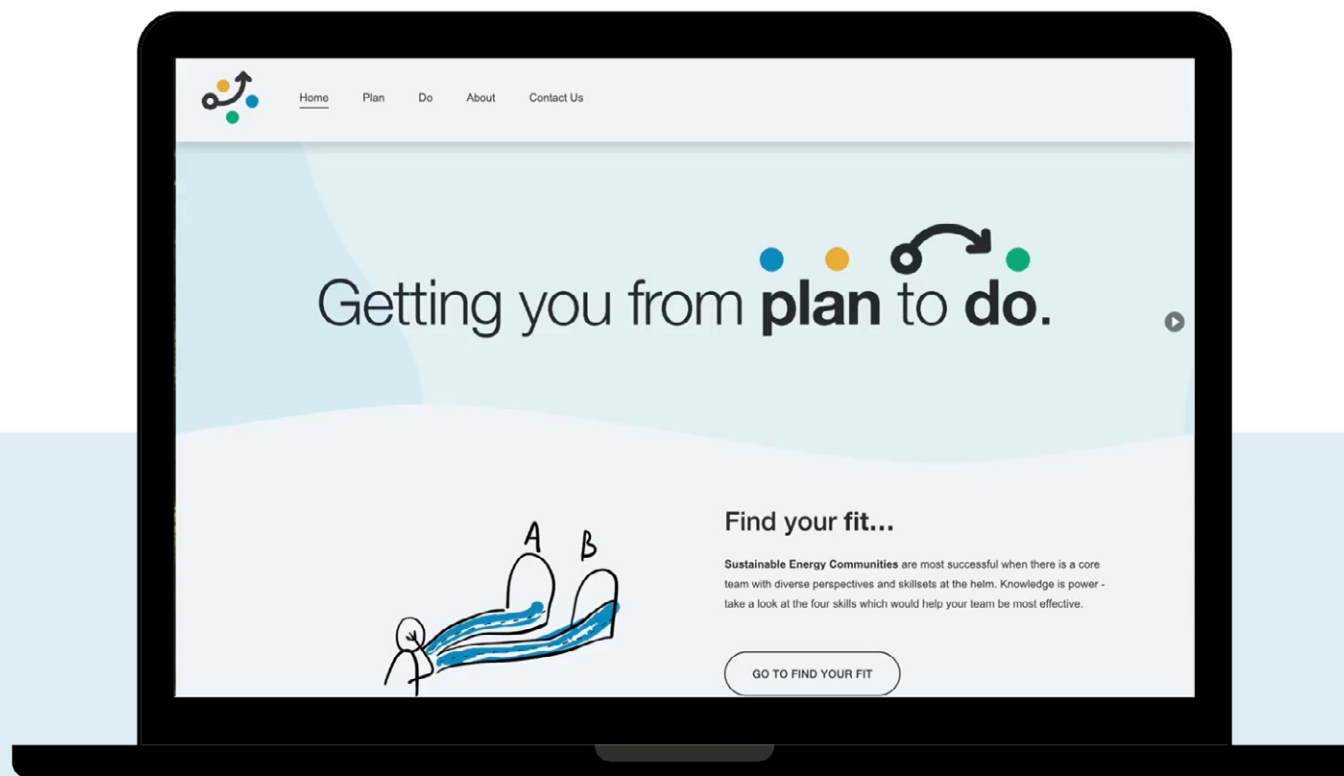 Home Plan Do About Contact Us
Getting you from plan to do.
A B
Find your fit...
Sustainable Energy Communities are most successful when there is a core
team with diverse perspectives and skillsets at the helm. Knowledge is power -
take a look at the four skills which would help your team be most effective.
GO TO FIND YOUR FIT